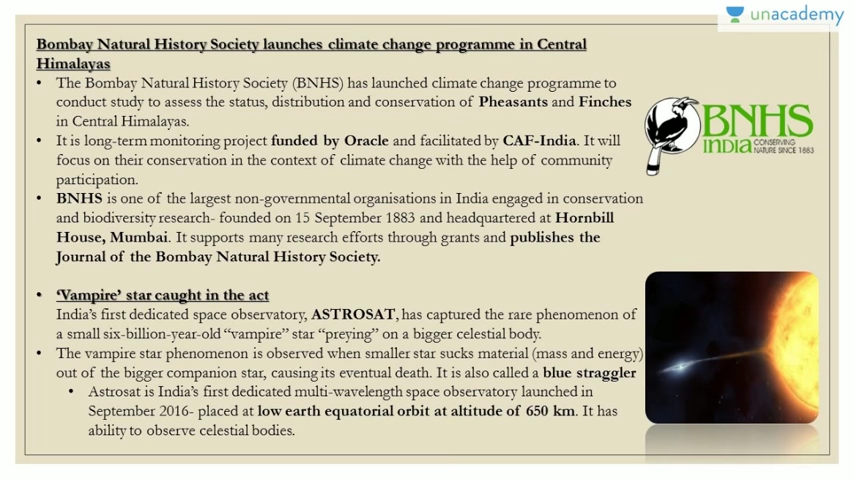 unacademy
Bombay Natural History Society launches climate change programme in Central
Himalayas
• The Bombay Natural History Society (BNHS) has launched climate change programme to
conduct study to assess the status, distribution and conservation of Pheasants and Finches
in Central Himalayas.
• It is long-term monitoring project funded by Oracle and facilitated by CAF-India. It will
focus on their conservation in the context of climate change with the help of community
participation.
• BNHS is one of the largest non-governmental organisations in India engaged in conservation
and biodiversity research- founded on 15 September 1883 and headquartered at Hornbill
House, Mumbai. It supports many research efforts through grants and publishes the
Journal of the Bombay Natural History Society.
BNHS
INDIA CONSERVING
NATURE SINCE 1883
• 'Vampire' star caught in the act
India's first dedicated space observatory, ASTROSAT, has captured the rare phenomenon of
a small six-billion-year-old "vampire" star "preying" on a bigger celestial body.
• The vampire star phenomenon is observed when smaller star sucks material (mass and energy)
out of the bigger companion star, causing its eventual death. It is also called a blue straggler
• Astrosat is India's first dedicated multi-wavelength space observatory launched in
September 2016- placed at low earth equatorial orbit at altitude of 650 km. It has
ability to observe celestial bodies.